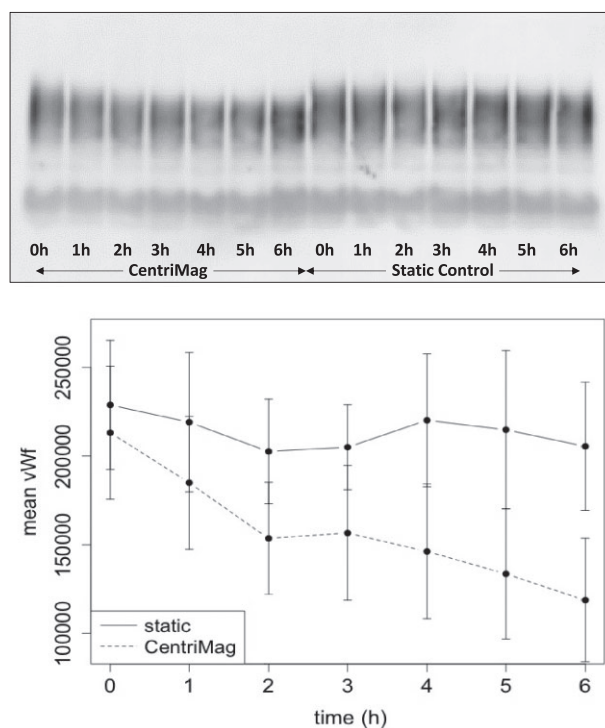 0h 1h 2h 3h 4h 5h 6h 0h 1h 2h 3h 4h 5h 6h
CentriMag Static Control
250000
200000
150000
100000
mean vWf
static
CentriMag
0 1 2 3 4 5 6
time (h)